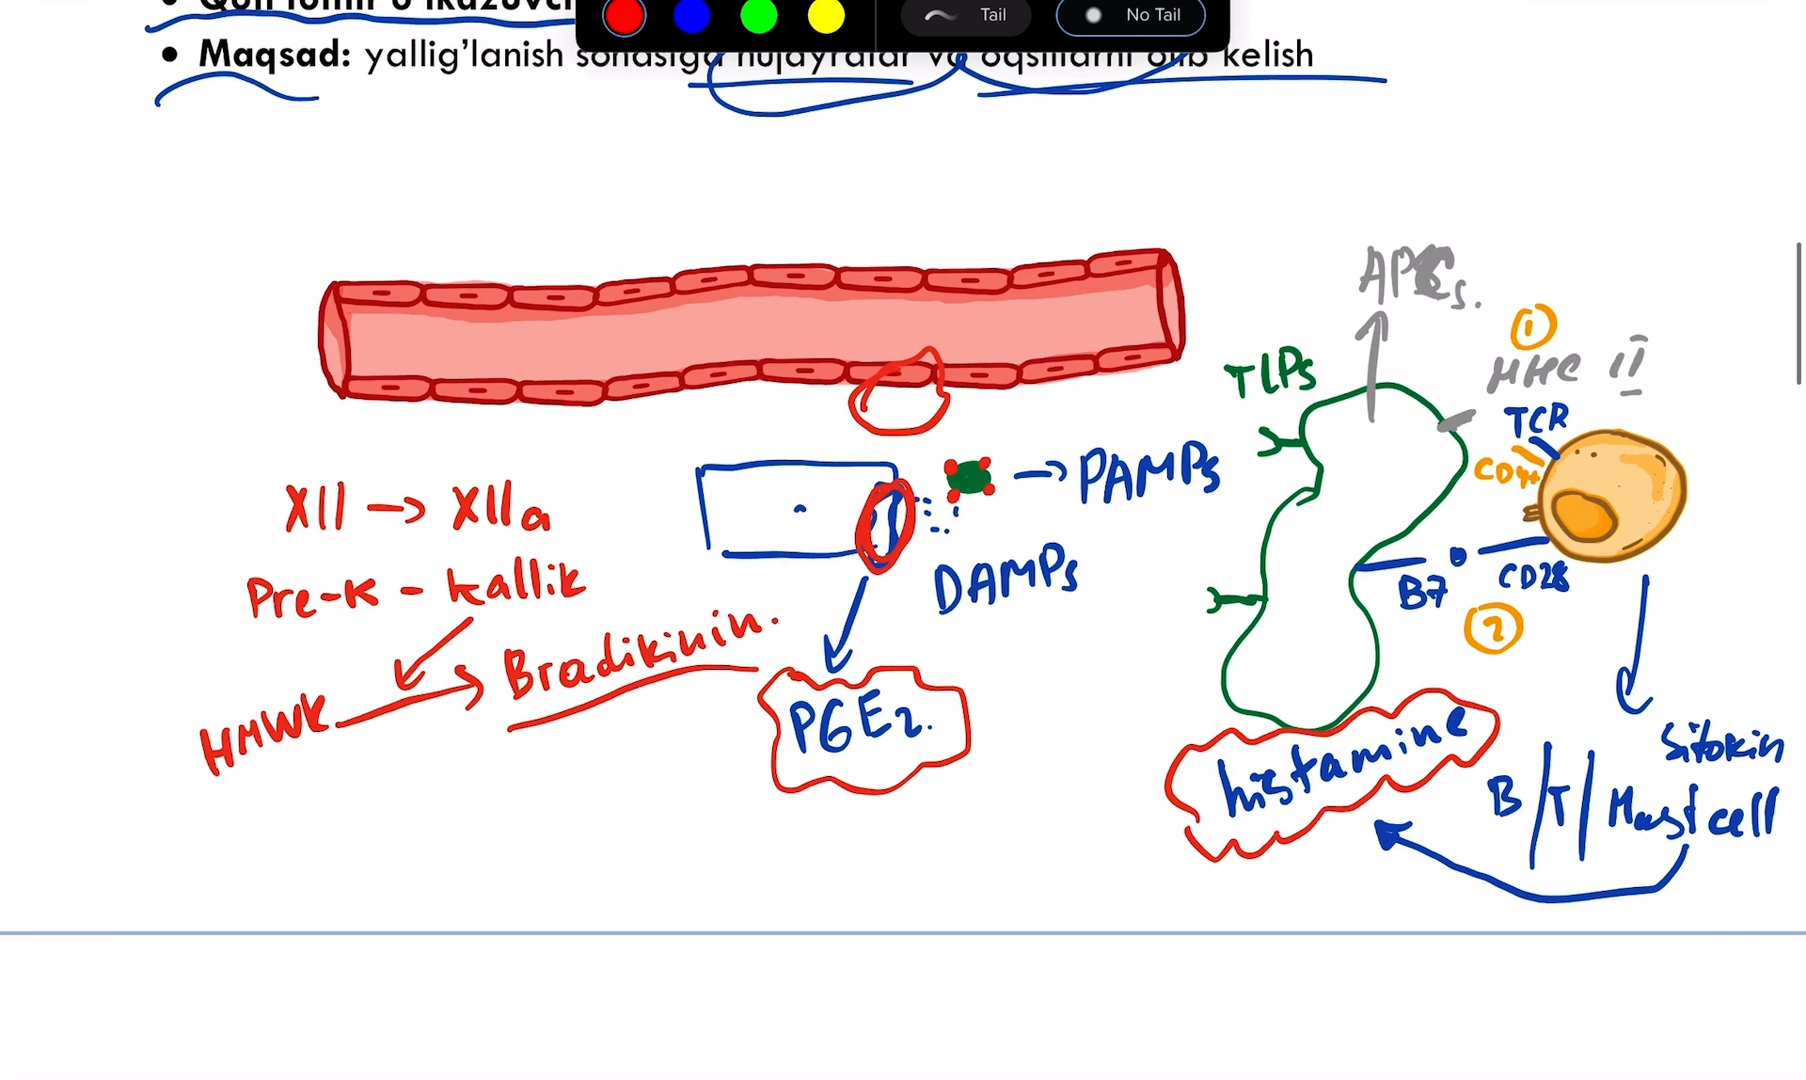 Tail
No Tail
• Maqsad: yallig’lanish sohasiga hujayralar va oqsillarni olib kelish
APCs.
1
MHC II
TLPs
TCR
CD4+
PAMPs
XII → XIIa
DAMPs
B7
CD28
Pre-K - kallik
2
Bradikinin.
HMWK
PGE2.
histamine
Sitokin
B/T/ Mast cell